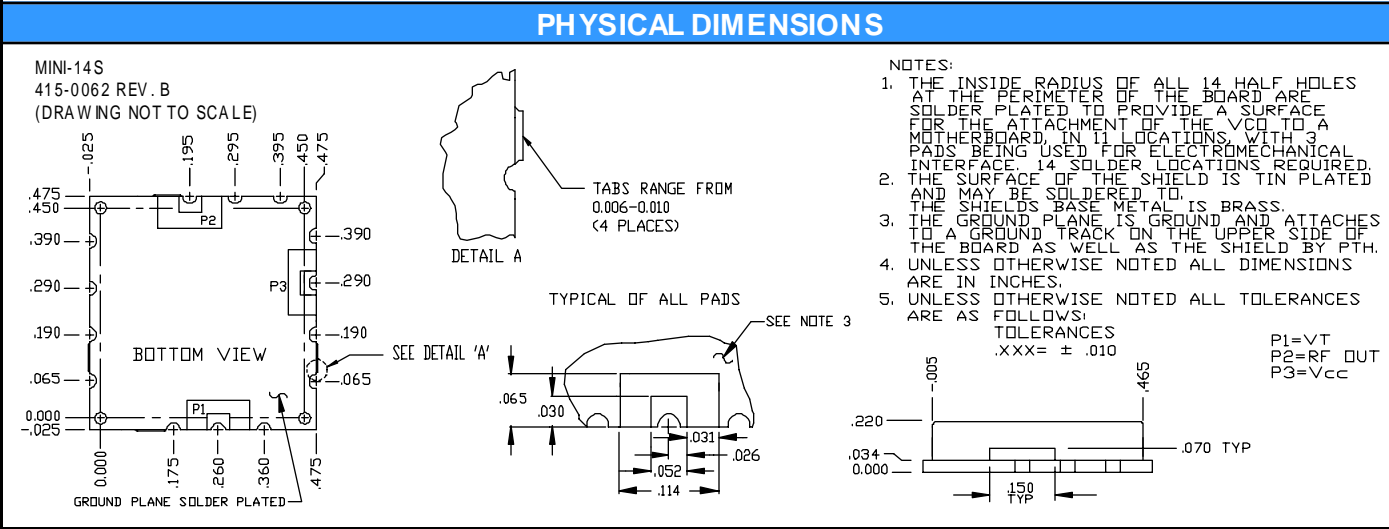 PHYSICAL DIMENSIONS
MINI-14S
415-0062 REV. B
(DRAWING NOT TO SCALE)
-.025
.195
.295
.395
.450
.475
.475
.450
.390
.290
.190
.065
0.000
-.025
P2
P3
P1
BOTTOM VIEW
.390
.290
.190
.065
SEE DETAIL 'A'
0.000
.175
.260
.360
.475
GROUND PLANE SOLDER PLATED
TABS RANGE FROM
0.006-0.010
(4 PLACES)
DETAIL A
TYPICAL OF ALL PADS
SEE NOTE 3
.065
.030
.031
.026
.052
.114
NOTES:
1. THE INSIDE RADIUS OF ALL 14 HALF HOLES
AT THE PERIMETER OF THE BOARD ARE
SOLDER PLATED TO PROVIDE A SURFACE
FOR THE ATTACHMENT OF THE VCO TO A
MOTHERBOARD, IN 11 LOCATIONS, WITH 3
PADS BEING USED FOR ELECTROMECHANICAL
INTERFACE. 14 SOLDER LOCATIONS REQUIRED.
2. THE SURFACE OF THE SHIELD IS TIN PLATED
AND MAY BE SOLDERED TO.
THE SHIELDS BASE METAL IS BRASS.
3. THE GROUND PLANE IS GROUND AND ATTACHES
TO A GROUND TRACK ON THE UPPER SIDE OF
THE BOARD AS WELL AS THE SHIELD BY PTH.
4. UNLESS OTHERWISE NOTED ALL DIMENSIONS
ARE IN INCHES.
5. UNLESS OTHERWISE NOTED ALL TOLERANCES
ARE AS FOLLOWS:
TOLERANCES
.XXX= ± .010
P1=VT
P2=RF OUT
P3=Vcc
.005
.465
.220
.034
0.000
.070 TYP
.150
TYP